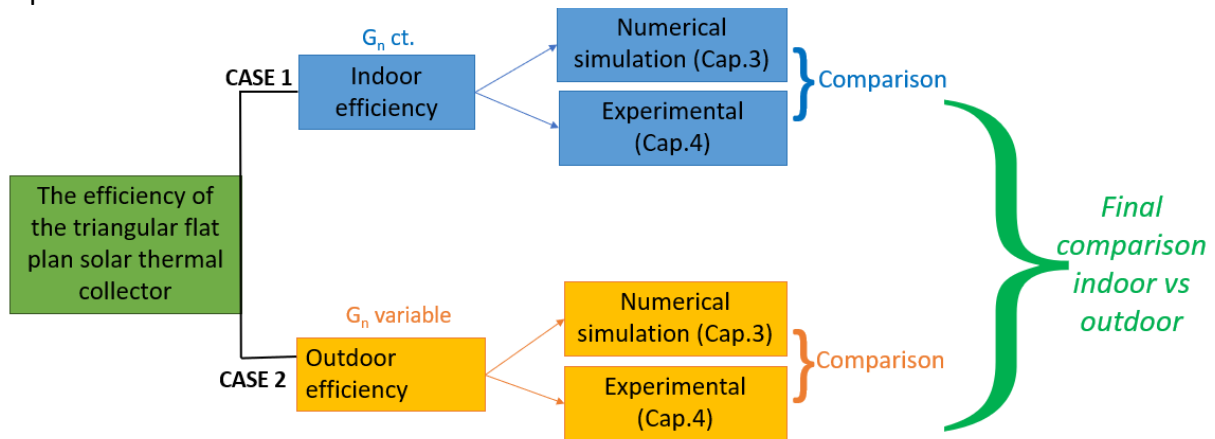 The efficiency of
the triangular flat
plan solar thermal
collector
CASE 1
G_n ct.
Indoor
efficiency
Numerical
simulation (Cap.3)
Experimental
(Cap.4)
Comparison
CASE 2
G_n variable
Outdoor
efficiency
Numerical
simulation (Cap.3)
Experimental
(Cap.4)
Comparison
Final
comparison
indoor vs
outdoor